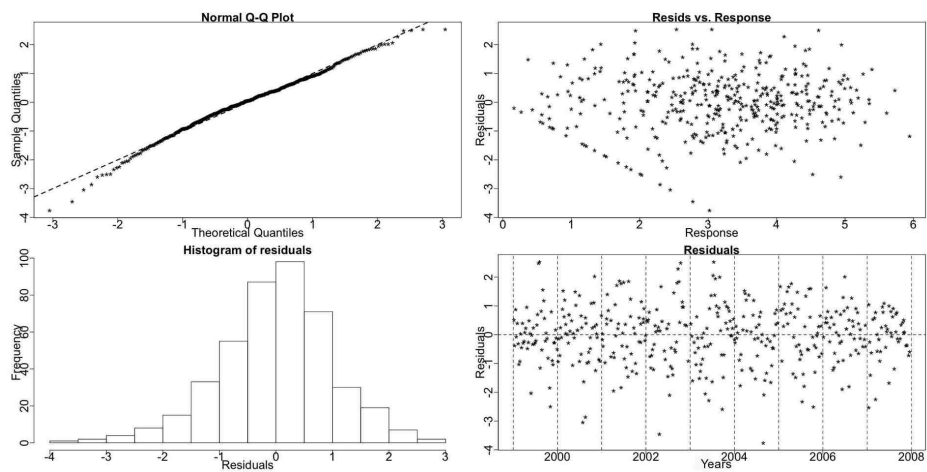 Normal Q-Q Plot
Sample Quantiles
-4 -3 -2 -1 0 1 2
-3 -2 -1 0 1 2 3
Theoretical Quantiles
Resids vs. Response
Residuals
-4 -3 -2 -1 0 1 2
0 1 2 3 4 5 6
Response
Histogram of residuals
Frequency
0 20 40 60 80 100
-4 -3 -2 -1 0 1 2 3
Residuals
Residuals
Residuals
-4 -3 -2 -1 0 1 2
2000 2002 2004 2006 2008
Years